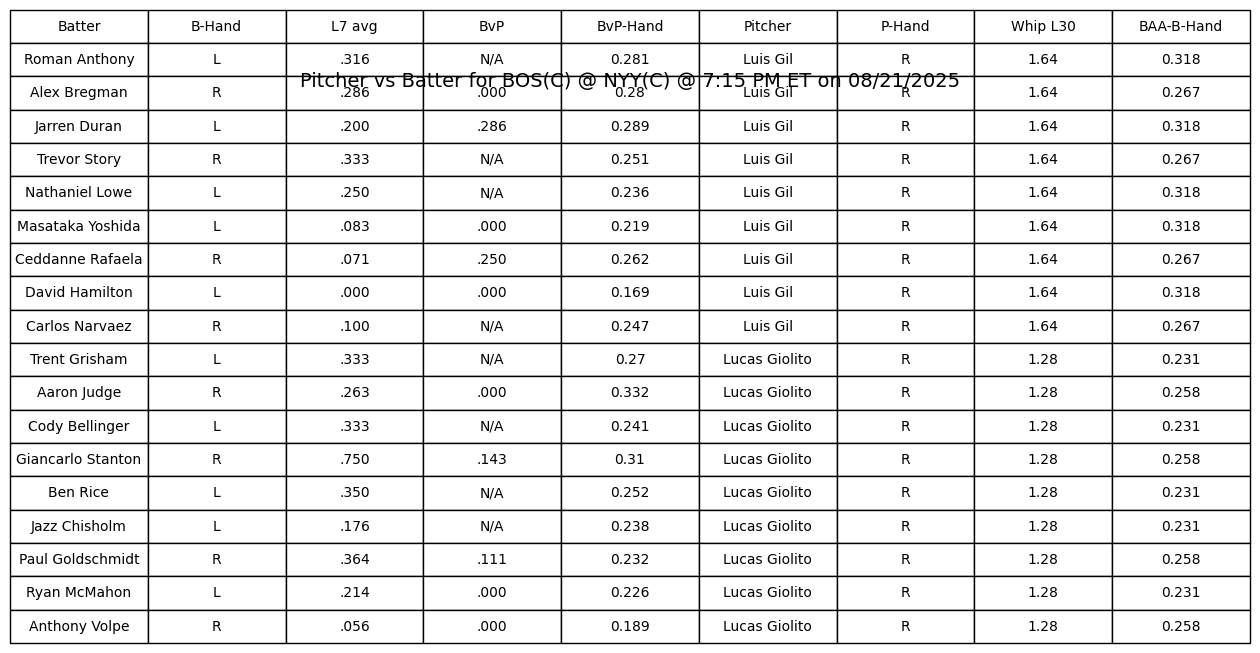 Batter B-Hand L7 avg BvP BvP-Hand Pitcher P-Hand Whip L30 BAA-B-Hand
Roman Anthony L .316 N/A 0.281 Luis Gil R 1.64 0.318
Pitcher vs Batter for BOS(C) @ NYY(C) @ 7:15 PM ET on 08/21/2025
Alex Bregman R .286 .000 0.28 Luis Gil R 1.64 0.267
Jarren Duran L .200 .286 0.289 Luis Gil R 1.64 0.318
Trevor Story R .333 N/A 0.251 Luis Gil R 1.64 0.267
Nathaniel Lowe L .250 N/A 0.236 Luis Gil R 1.64 0.318
Masataka Yoshida L .083 .000 0.219 Luis Gil R 1.64 0.318
Ceddanne Rafaela R .071 .250 0.262 Luis Gil R 1.64 0.267
David Hamilton L .000 .000 0.169 Luis Gil R 1.64 0.318
Carlos Narvaez R .100 N/A 0.247 Luis Gil R 1.64 0.267
Trent Grisham L .333 N/A 0.27 Lucas Giolito R 1.28 0.231
Aaron Judge R .263 .000 0.332 Lucas Giolito R 1.28 0.258
Cody Bellinger L .333 N/A 0.241 Lucas Giolito R 1.28 0.231
Giancarlo Stanton R .750 .143 0.31 Lucas Giolito R 1.28 0.258
Ben Rice L .350 N/A 0.252 Lucas Giolito R 1.28 0.231
Jazz Chisholm L .176 N/A 0.238 Lucas Giolito R 1.28 0.231
Paul Goldschmidt R .364 .111 0.232 Lucas Giolito R 1.28 0.258
Ryan McMahon L .214 .000 0.226 Lucas Giolito R 1.28 0.231
Anthony Volpe R .056 .000 0.189 Lucas Giolito R 1.28 0.258